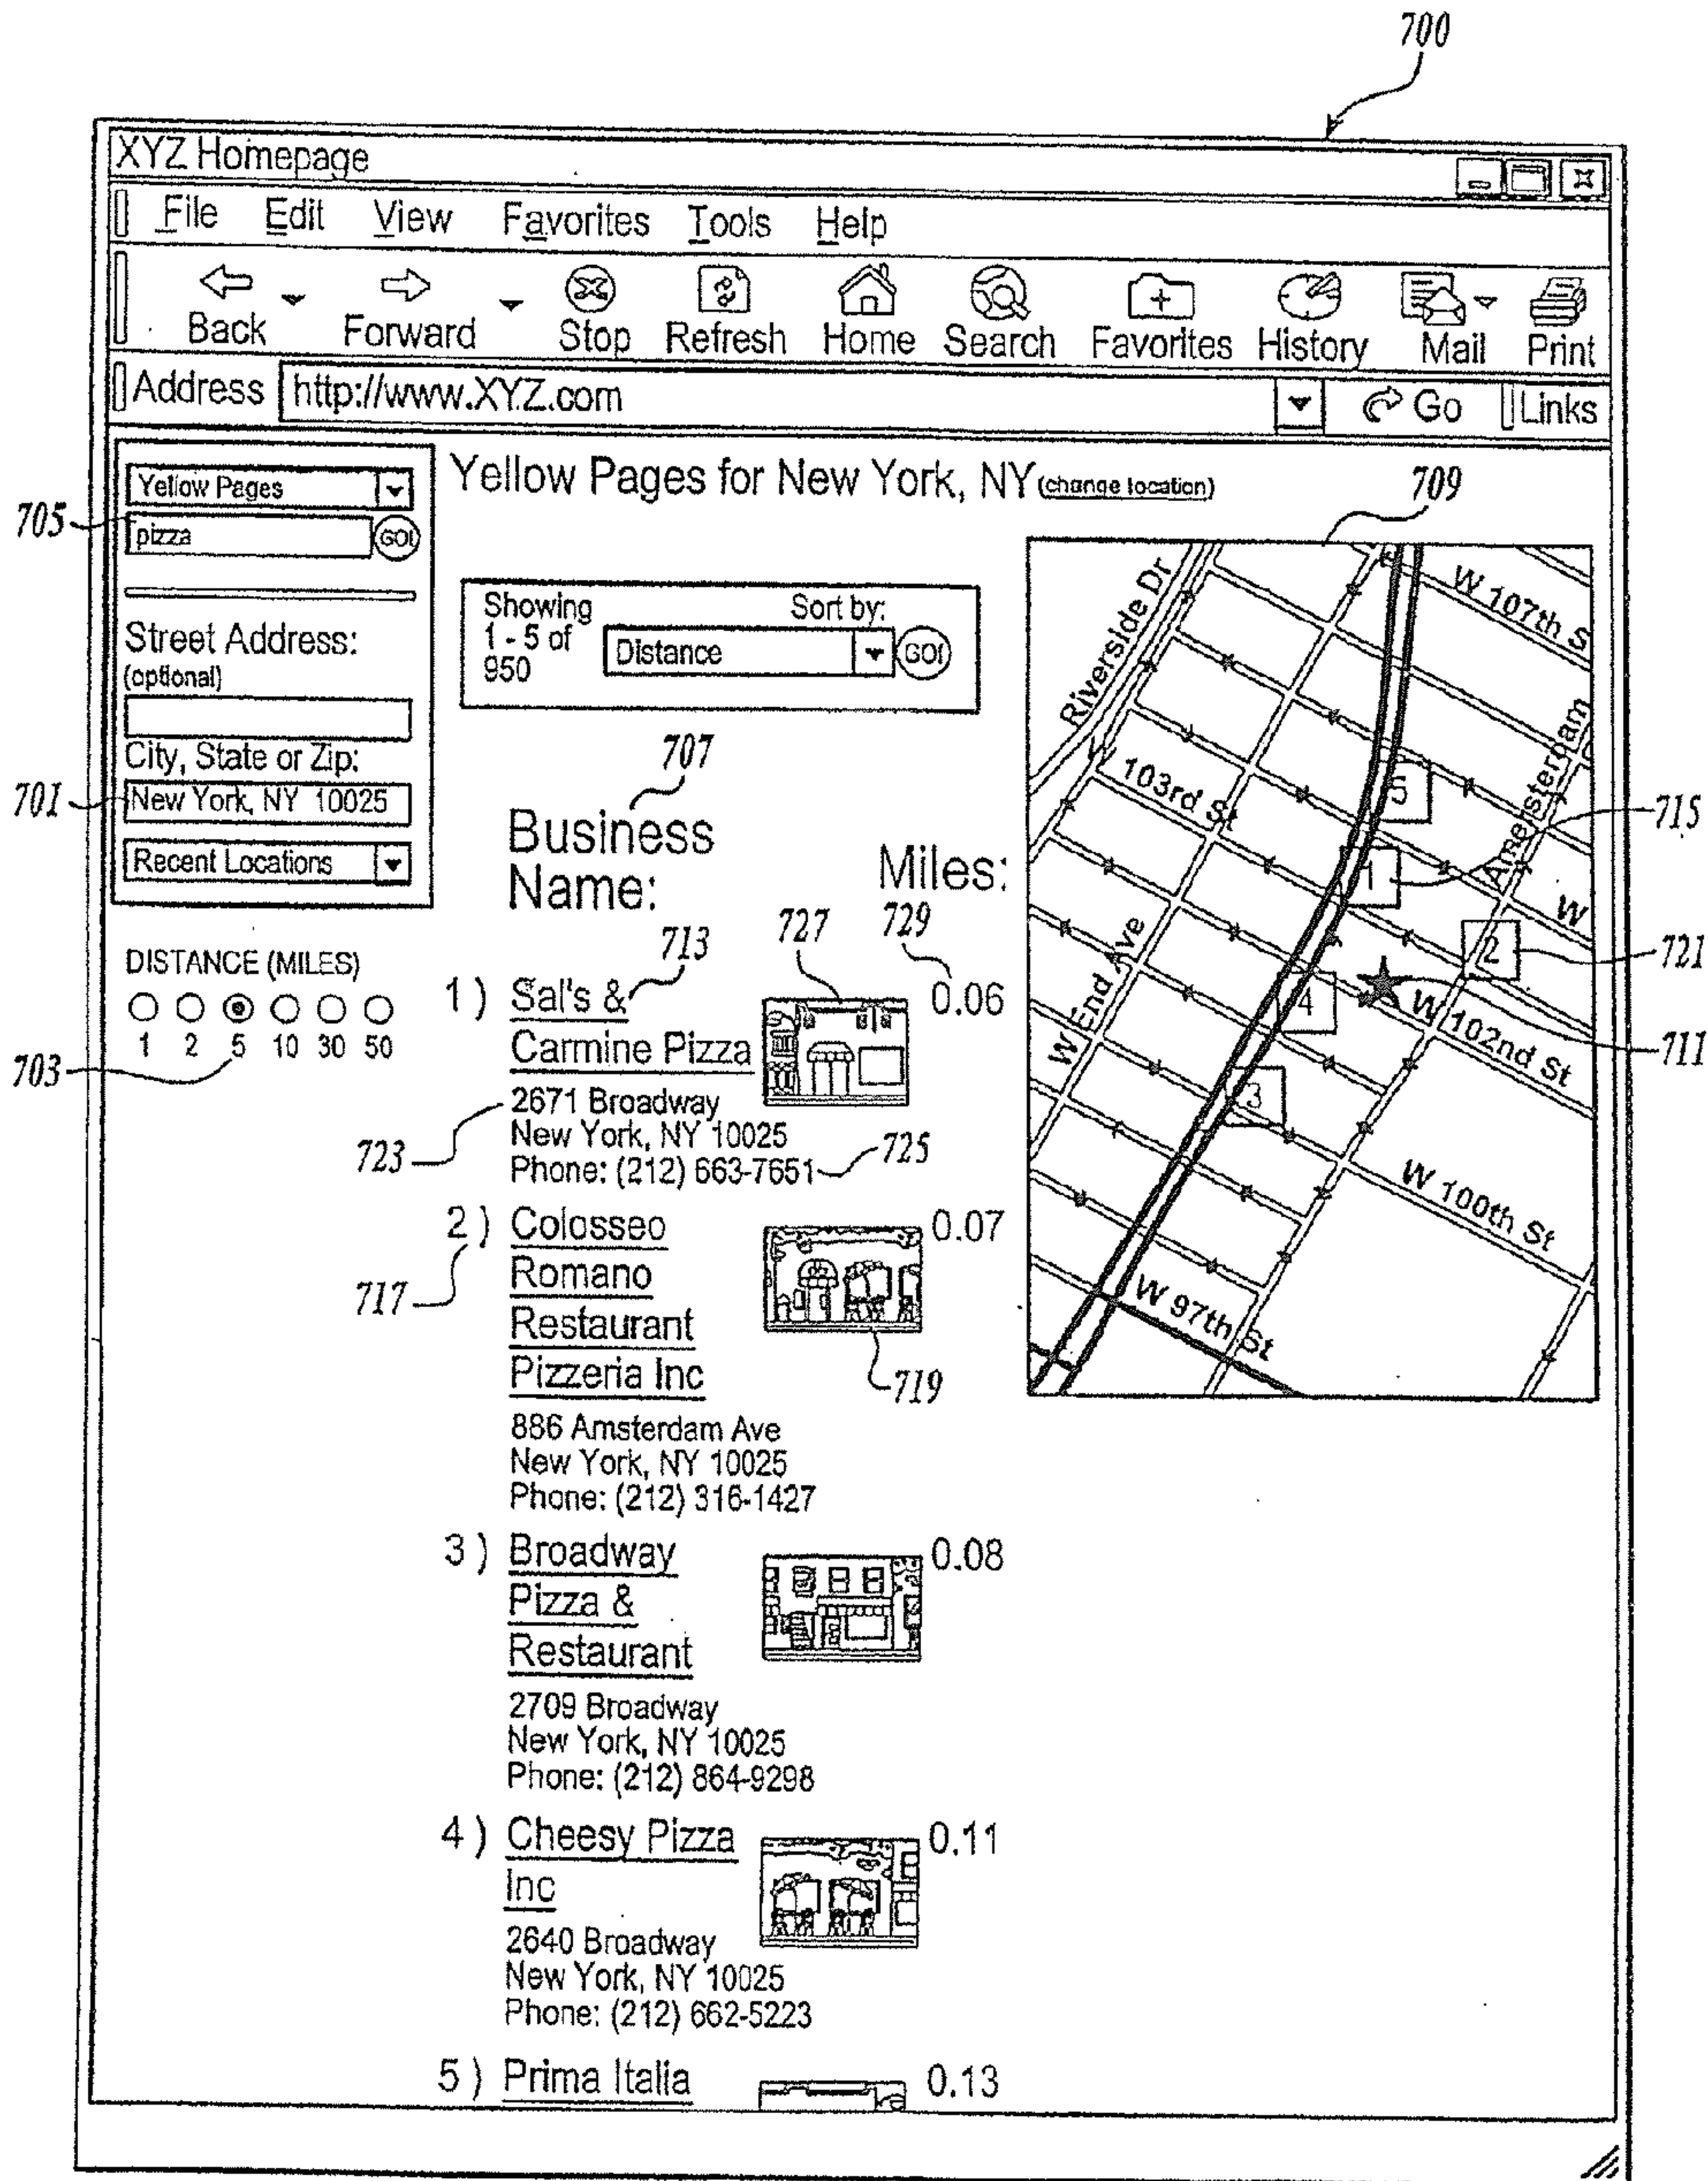 700
XYZ Homepage
File Edit View Favorites Tools Help
Back Forward Stop Refresh Home Search Favorites History Mail Print
Address http://www.XYZ.com Go Links
Yellow Pages
705
pizza GO!
Street Address:
(optional)
City, State or Zip:
701
New York, NY 10025
Recent Locations
DISTANCE (MILES)
1 2 5 10 30 50
703
Yellow Pages for New York, NY (change location)
Showing
1 - 5 of
950
Sort by:
Distance GO!
707
Business
Name:
Miles:
713
727
729
1) Sal's &
Carmine Pizza
0.06
2671 Broadway
New York, NY 10025
Phone: (212) 663-7651
723
725
2) Colosseo
Romano
Restaurant
Pizzeria Inc
0.07
717
719
886 Amsterdam Ave
New York, NY 10025
Phone: (212) 316-1427
3) Broadway
Pizza &
Restaurant
0.08
2709 Broadway
New York, NY 10025
Phone: (212) 864-9298
4) Cheesy Pizza
Inc
0.11
2640 Broadway
New York, NY 10025
Phone: (212) 662-5223
5) Prima Italia
0.13
709
Riverside Dr
W 107th S
Amersterdam
103rd St
5
715
1
W
2
721
W End Ave
4
W 102nd St
711
3
W 100th St
W 97th St